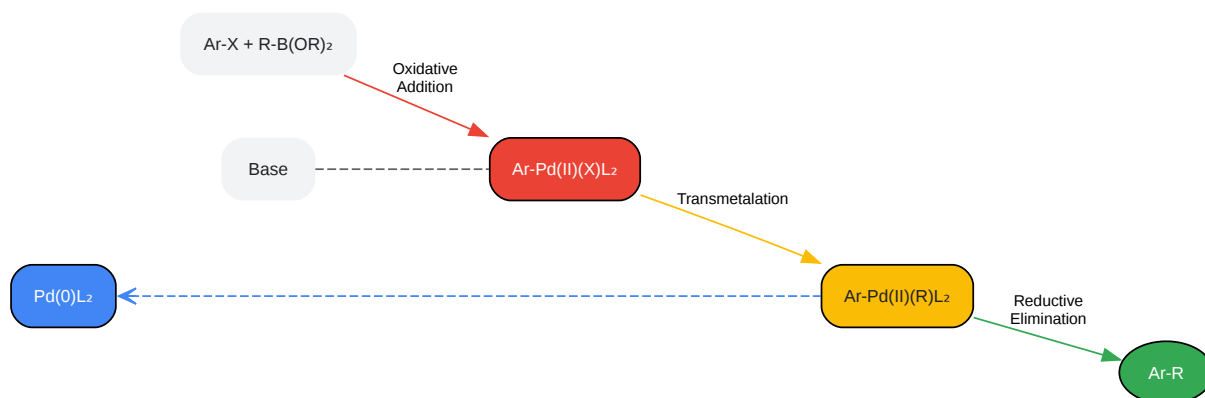 Ar-X + R-B(OR)₂
Oxidative
Addition
Base
Ar-Pd(II)(X)L₂
Transmetalation
Pd(0)L₂
Ar-Pd(II)(R)L₂
Reductive
Elimination
Ar-R